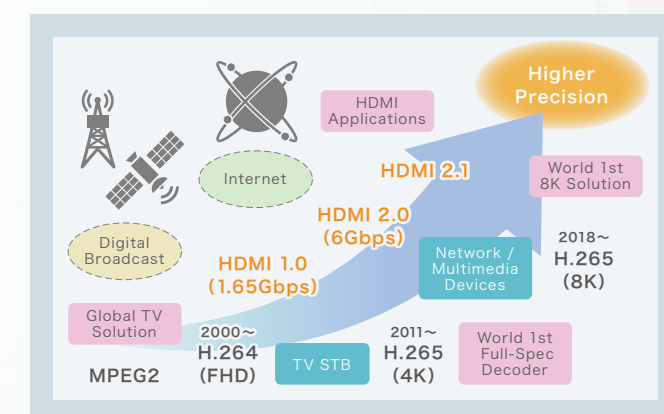 Higher
Precision
HDMI
Applications
HDMI 2.1
World 1st
8K Solution
Internet
HDMI 2.0
(6Gbps)
Digital
Broadcast
2018~
H.265
(8K)
Network /
Multimedia
Devices
HDMI 1.0
(1.65Gbps)
Global TV
Solution
MPEG2
2000~
H.264
(FHD)
TV STB
2011~
H.265
(4K)
World 1st
Full-Spec
Decoder